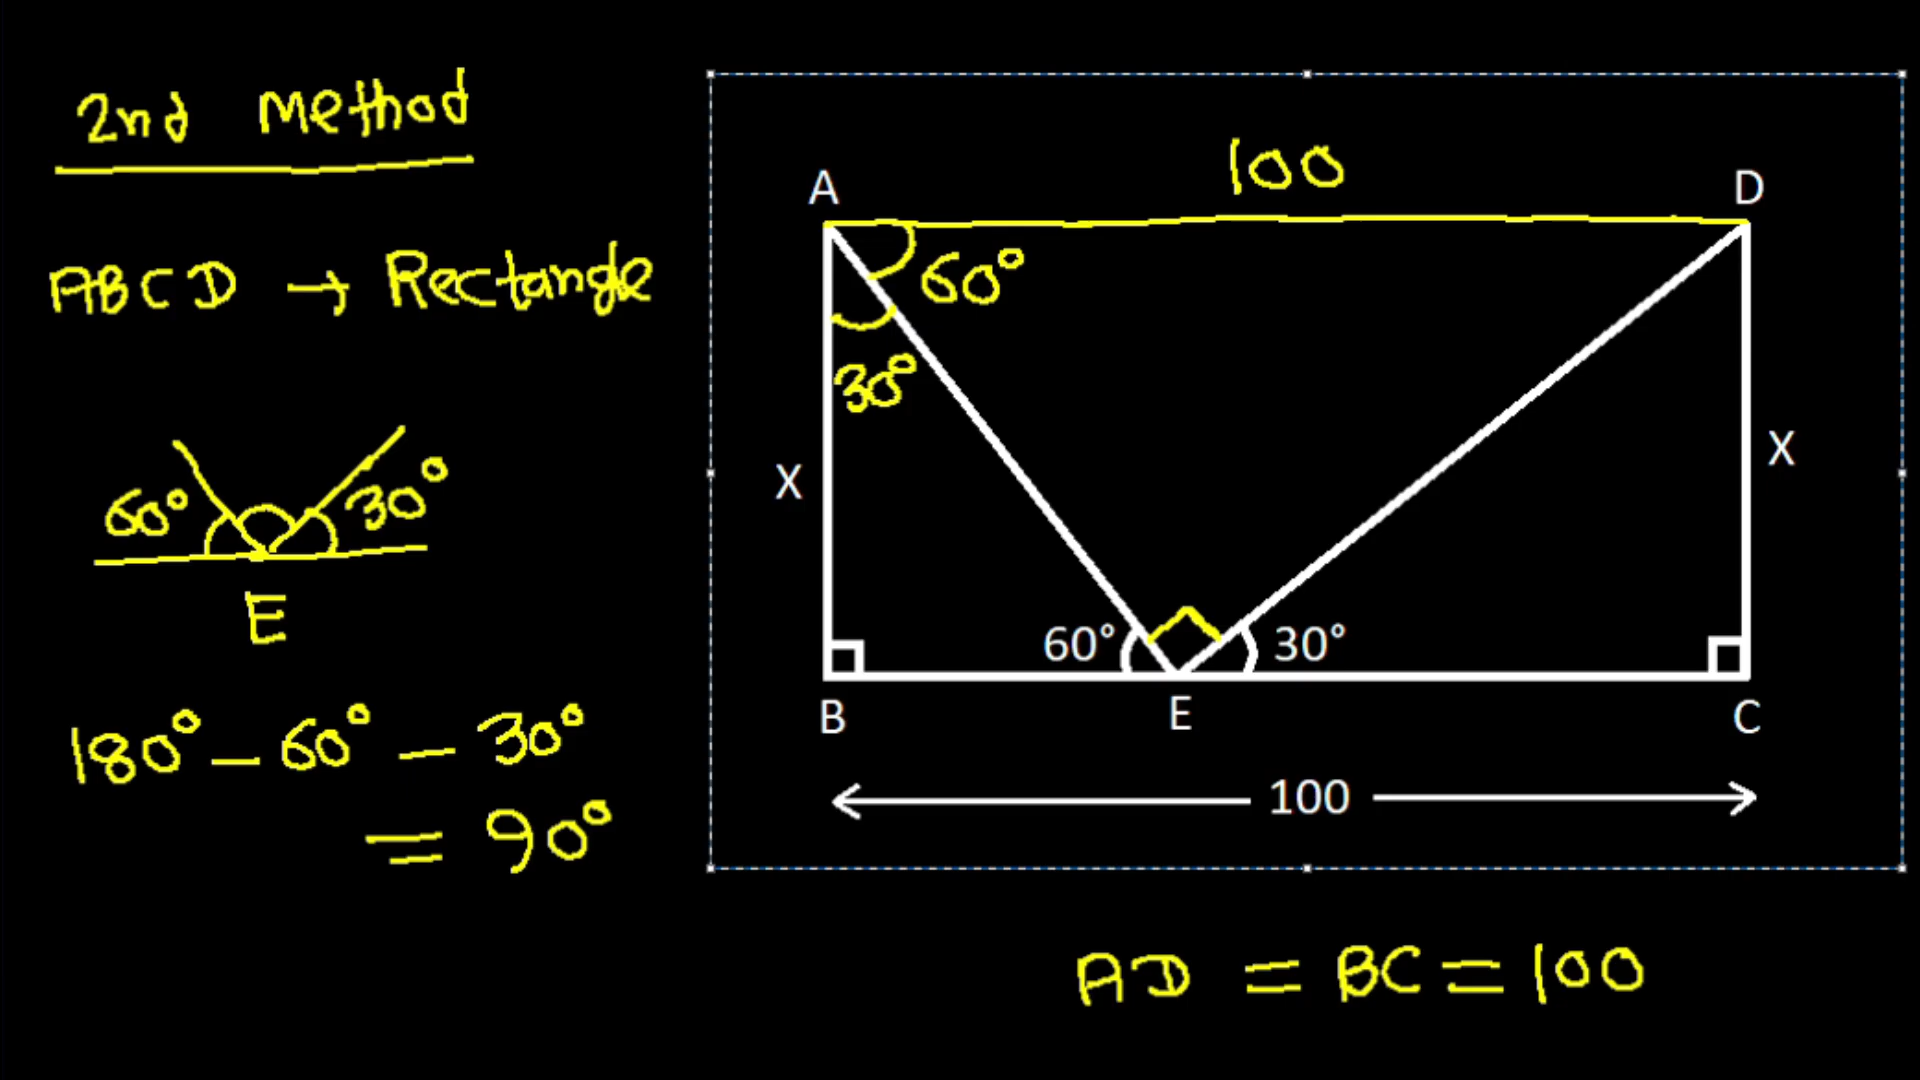 2nd Method
ABCD → Rectangle
60° 30°
E
180° - 60° - 30°
= 90°
100
A D
60°
30°
X X
60° 30°
B E C
100
AD = BC = 100